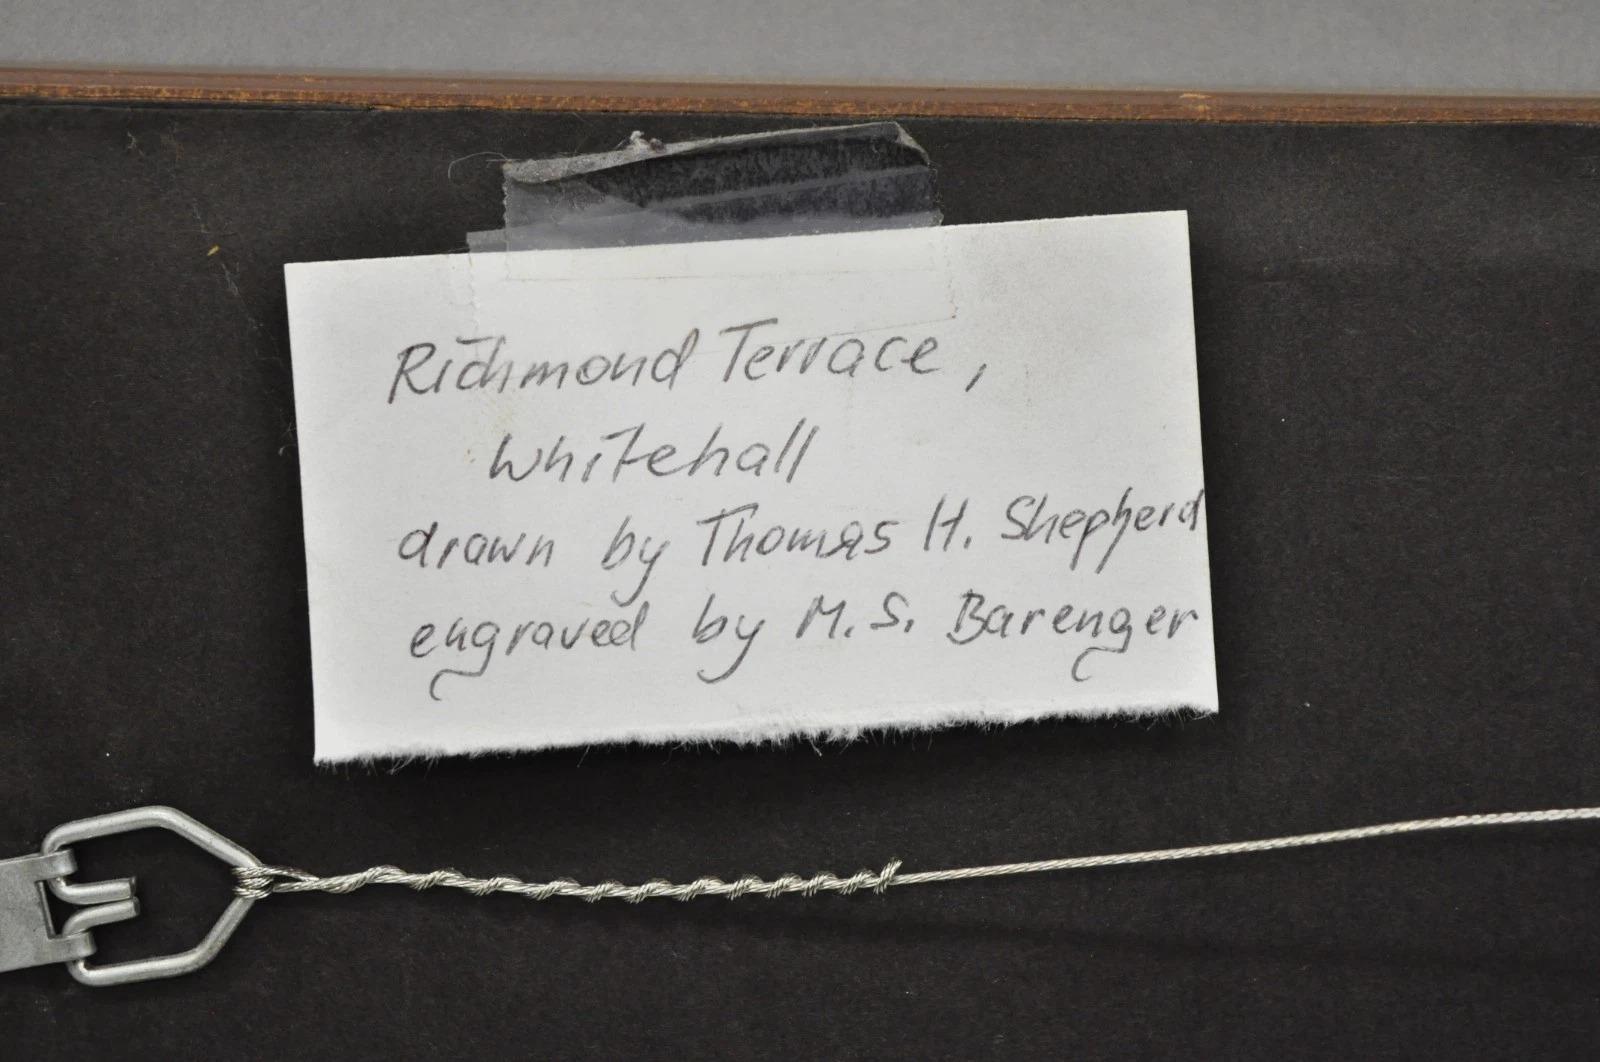 Richmond Terrace,
Whitehall
drawn by Thomas H. Shepherd
engraved by M. S. Barenger